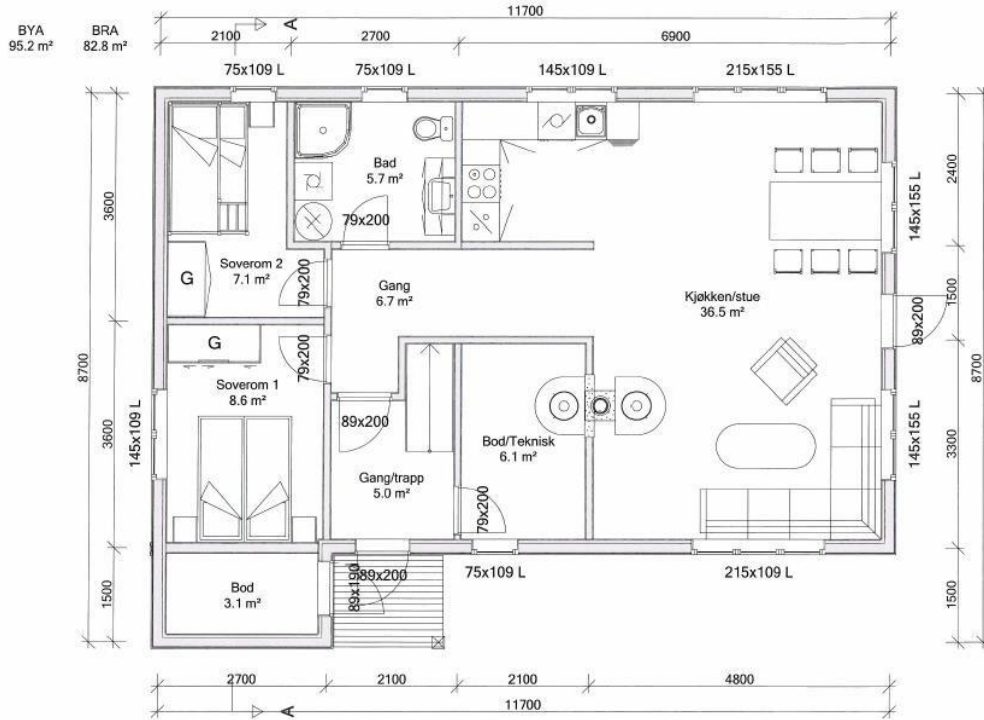 11700
A
BYA
BRA
95.2 m²
82.8 m²
2100
2700
6900
75x109 L
75x109 L
145x109 L
215x155 L
8700
3600
3600
1500
Bad
5.7 m²
79x200
Soverom 2
7.1 m²
G
79x200
Gang
6.7 m²
Kjøkken/stue
36.5 m²
145x155 L
2400
1500
89x200
8700
G
79x200
Soverom 1
8.6 m²
145x109 L
89x200
Gang/trapp
5.0 m²
Bod/Teknisk
6.1 m²
79x200
145x155 L
3300
1500
Bod
3.1 m²
89x190
89x200
75x109 L
215x109 L
2700
2100
2100
4800
A
11700